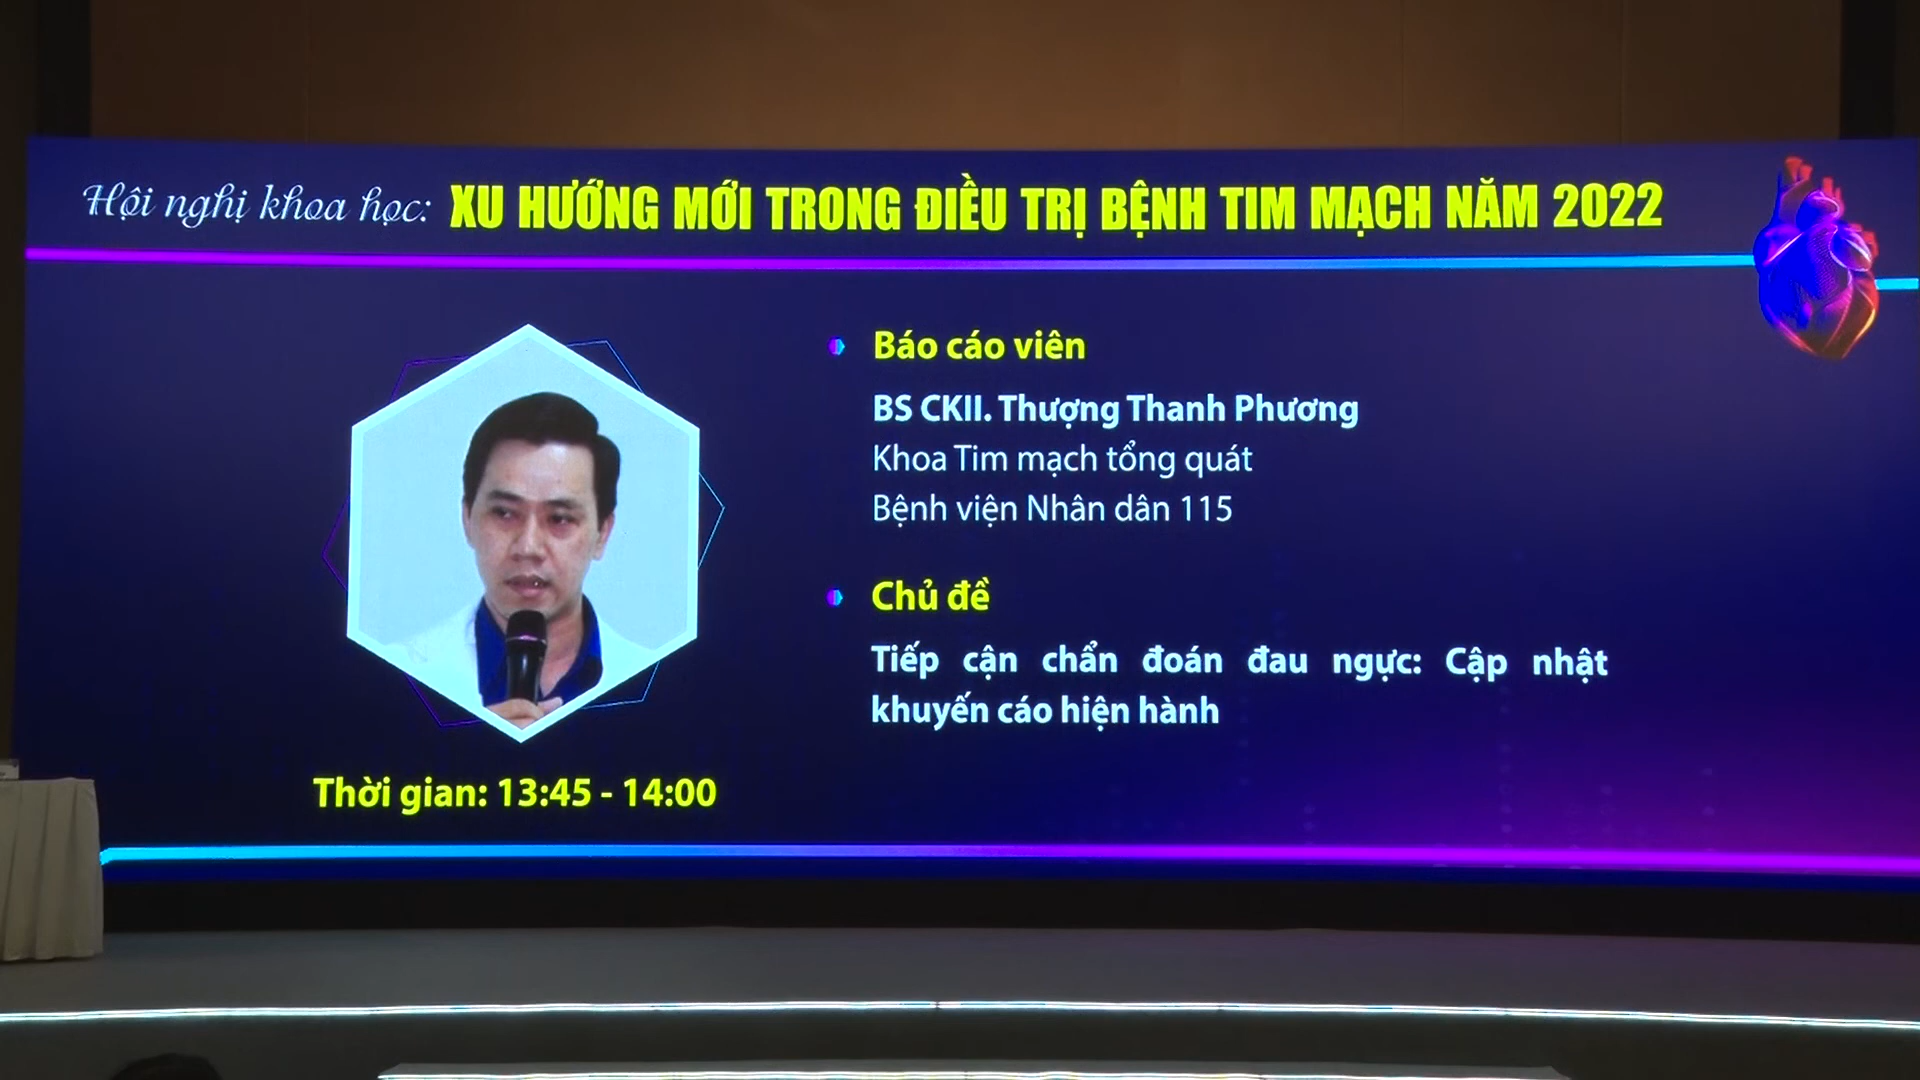 Hội nghị khoa học: XU HƯỚNG MỚI TRONG ĐIỀU TRỊ BỆNH TIM MẠCH NĂM 2022
Báo cáo viên
BS CKII. Thượng Thanh Phương
Khoa Tim mạch tổng quát
Bệnh viện Nhân dân 115
Chủ đề
Tiếp cận chẩn đoán đau ngực: Cập nhật
khuyến cáo hiện hành
Thời gian: 13:45 - 14:00